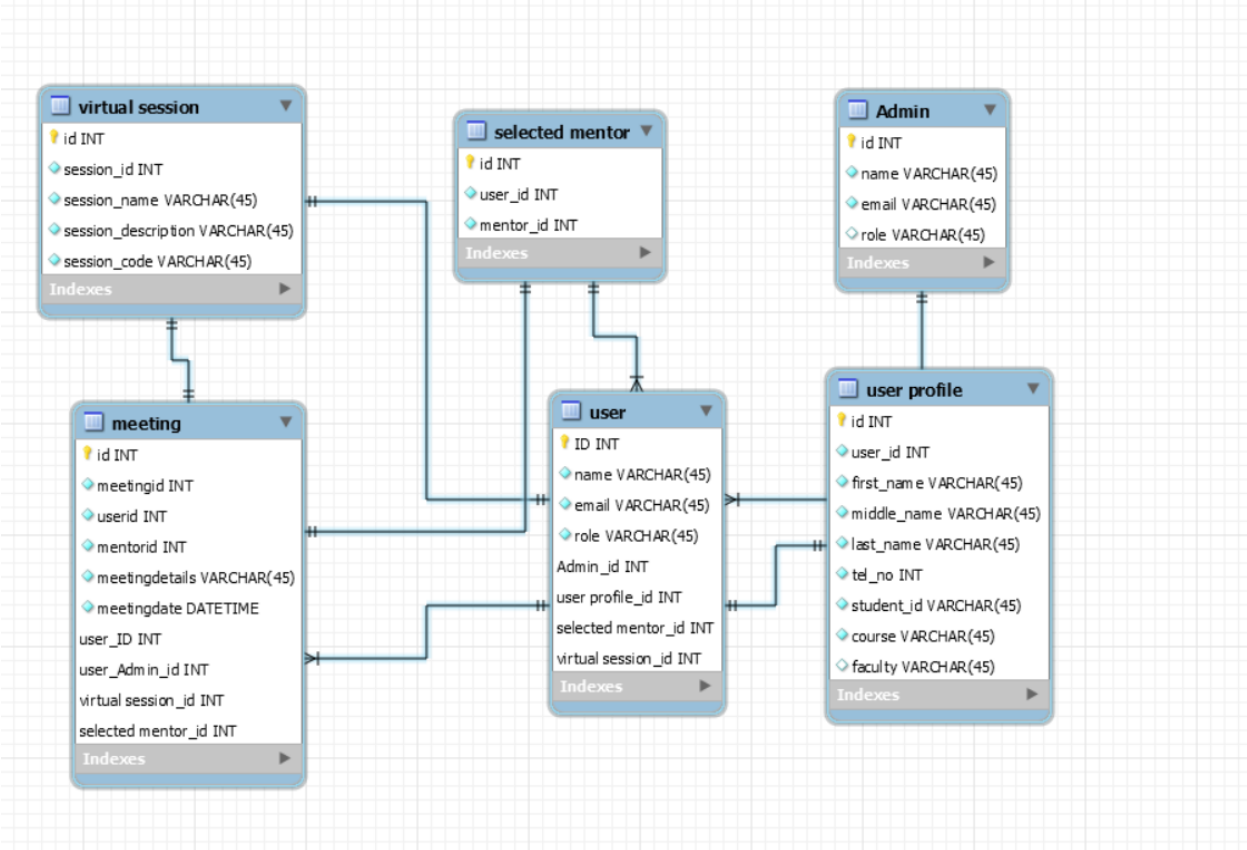 virtual session
id INT
session_id INT
session_name VARCHAR(45)
session_description VARCHAR(45)
session_code VARCHAR(45)
Indexes
selected mentor
id INT
user_id INT
mentor_id INT
Indexes
Admin
id INT
name VARCHAR(45)
email VARCHAR(45)
role VARCHAR(45)
Indexes
meeting
id INT
meetingid INT
userid INT
mentorid INT
meetingdetails VARCHAR(45)
meetingdate DATETIME
user_ID INT
user_Admin_id INT
virtual session_id INT
selected mentor_id INT
Indexes
user
ID INT
name VARCHAR(45)
email VARCHAR(45)
role VARCHAR(45)
Admin_id INT
user profile_id INT
selected mentor_id INT
virtual session_id INT
Indexes
user profile
id INT
user_id INT
first_name VARCHAR(45)
middle_name VARCHAR(45)
last_name VARCHAR(45)
tel_no INT
student_id VARCHAR(45)
course VARCHAR(45)
faculty VARCHAR(45)
Indexes